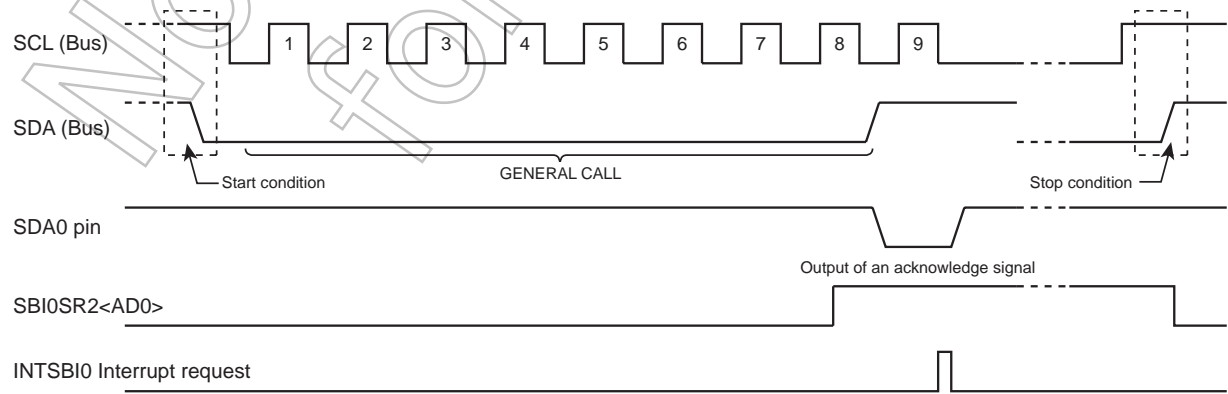 SCL (Bus)
1 2 3 4 5 6 7 8 9
SDA (Bus)
Start condition
GENERAL CALL
Stop condition
SDA0 pin
Output of an acknowledge signal
SBI0SR2<AD0>
INTSBI0 Interrupt request